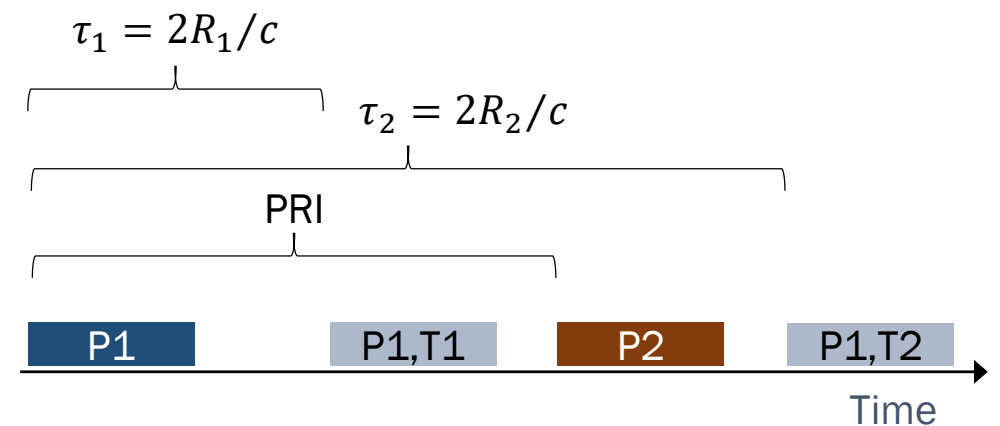 τ₁ = 2R₁/c
τ₂ = 2R₂/c
PRI
P1 P1,T1 P2 P1,T2
Time